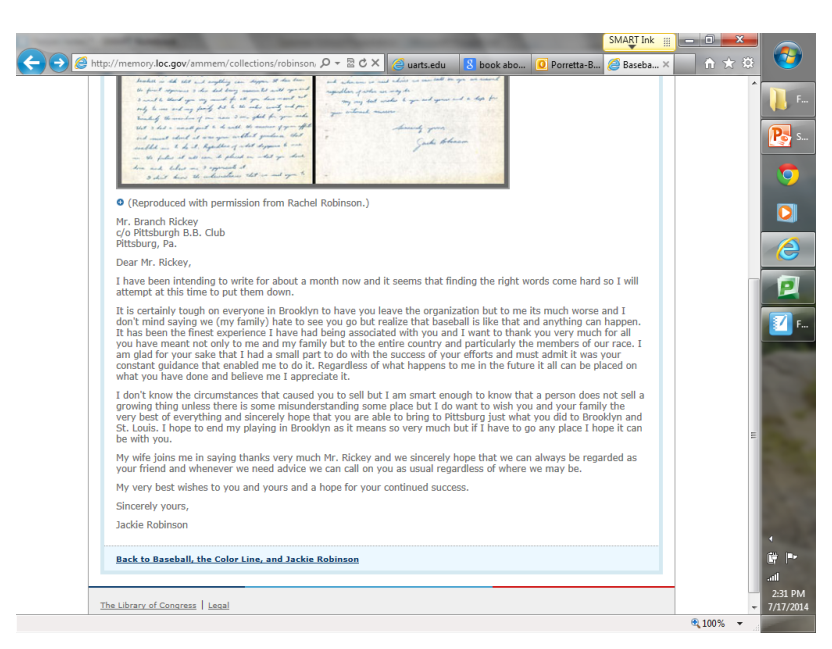 SMART Ink
http://memory.loc.gov/ammem/collections/robinson,
uarts.edu
book abo...
Porretta-B...
Baseba...
(Reproduced with permission from Rachel Robinson.)
Mr. Branch Rickey
c/o Pittsburgh B.B. Club
Pittsburg, Pa.
Dear Mr. Rickey,
I have been intending to write for about a month now and it seems that finding the right words come hard so I will
attempt at this time to put them down.
It is certainly tough on everyone in Brooklyn to have you leave the organization but to me its much worse and I
don't mind saying we (my family) hate to see you go but realize that baseball is like that and anything can happen.
It has been the finest experience I have had being associated with you and I want to thank you very much for all
you have meant not only to me and my family but to the entire country and particularly the members of our race. I
am glad for your sake that I had a small part to do with the success of your efforts and must admit it was your
constant guidance that enabled me to do it. Regardless of what happens to me in the future it all can be placed on
what you have done and believe me I appreciate it.
I don't know the circumstances that caused you to sell but I am smart enough to know that a person does not sell a
growing thing unless there is some misunderstanding some place but I do want to wish you and your family the
very best of everything and sincerely hope that you are able to bring to Pittsburg just what you did to Brooklyn and
St. Louis. I hope to end my playing in Brooklyn as it means so very much but if I have to go any place I hope it can
be with you.
My wife joins me in saying thanks very much Mr. Rickey and we sincerely hope that we can always be regarded as
your friend and whenever we need advice we can call on you as usual regardless of where we may be.
My very best wishes to you and yours and a hope for your continued success.
Sincerely yours,
Jackie Robinson
Back to Baseball, the Color Line, and Jackie Robinson
The Library of Congress | Legal
100%
F...
S...
F...
2:31 PM
7/17/2014